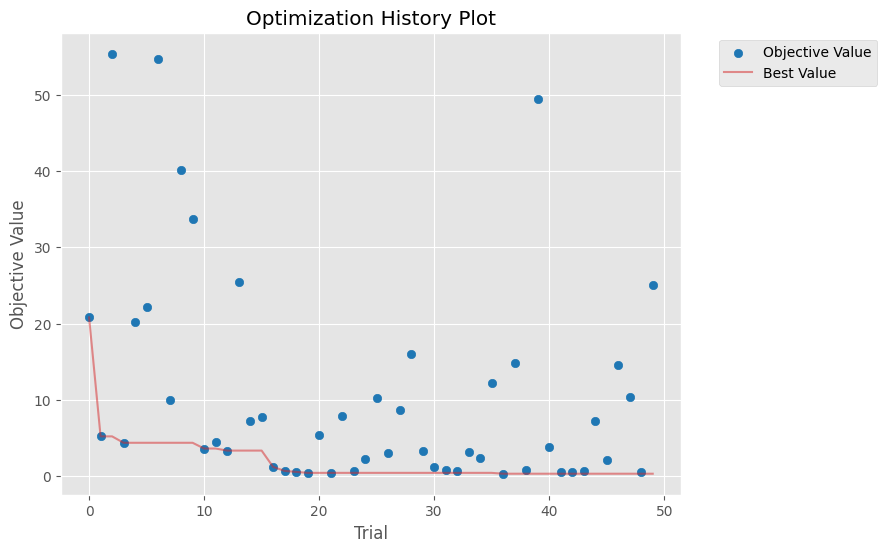 Optimization History Plot
Objective Value
Best Value
Objective Value
50
40
30
20
10
0
0 10 20 30 40 50
Trial